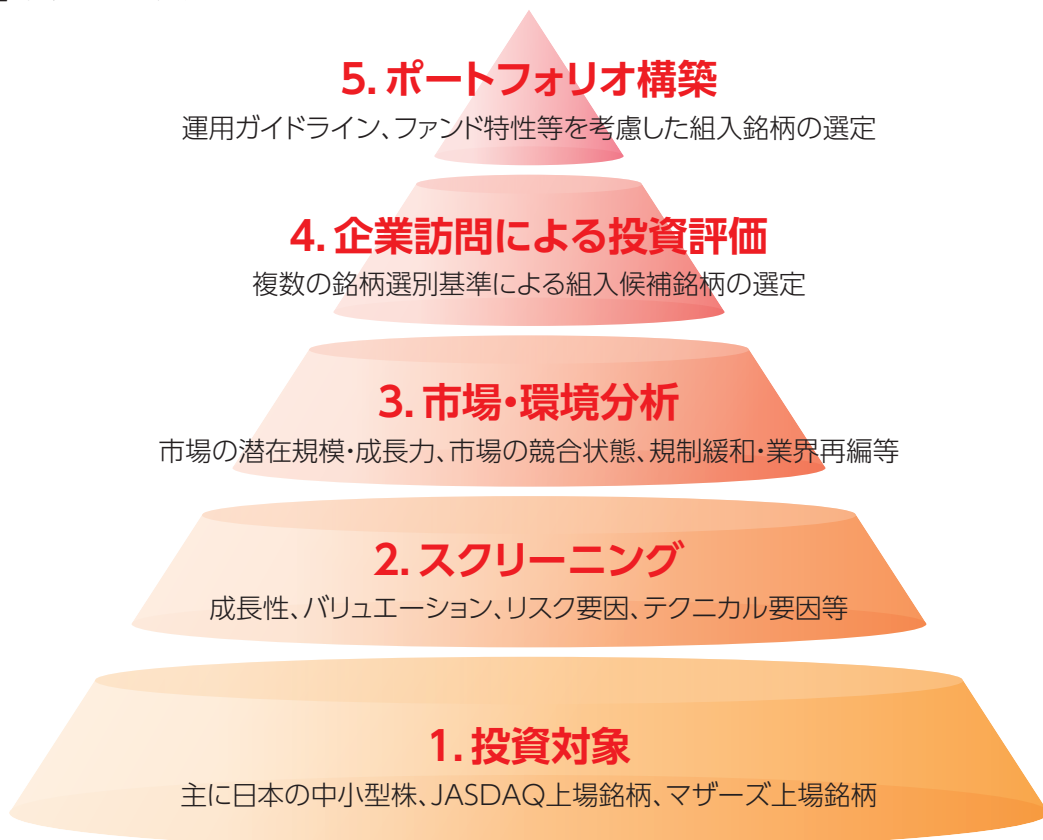 5. ポートフォリオ構築
運用ガイドライン、ファンド特性等を考慮した組入銘柄の選定
4. 企業訪問による投資評価
複数の銘柄選別基準による組入候補銘柄の選定
3. 市場・環境分析
市場の潜在規模・成長力、市場の競合状態、規制緩和・業界再編等
2. スクリーニング
成長性、バリュエーション、リスク要因、テクニカル要因等
1. 投資対象
主に日本の中小型株、JASDAQ上場銘柄、マザーズ上場銘柄